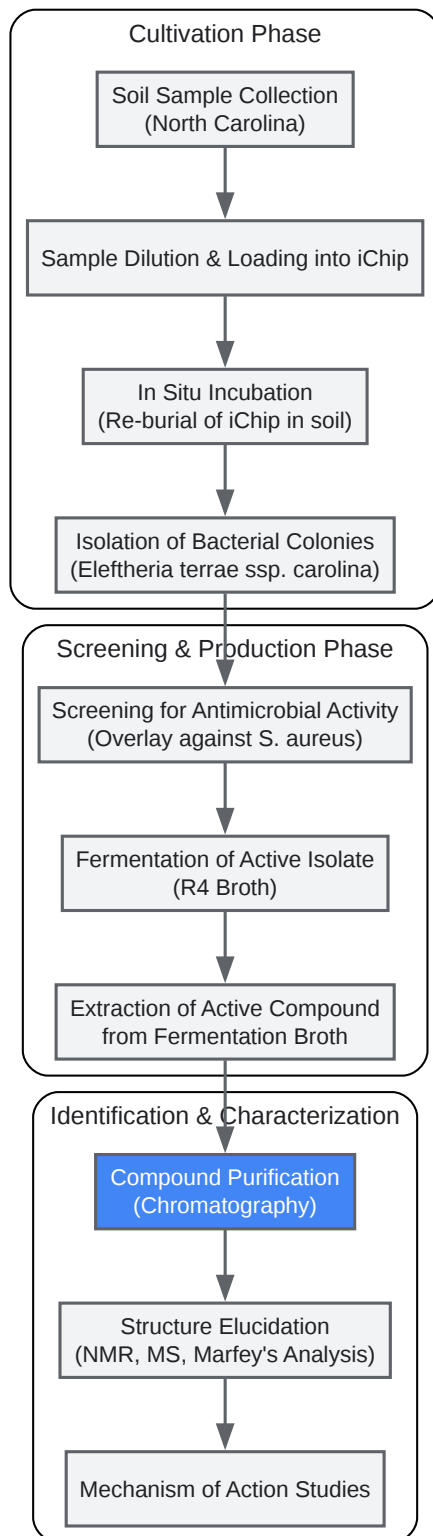 Cultivation Phase
Soil Sample Collection
(North Carolina)
Sample Dilution & Loading into iChip
In Situ Incubation
(Re-burial of iChip in soil)
Isolation of Bacterial Colonies
(Eleftheria terrae ssp. carolina)
Screening & Production Phase
Screening for Antimicrobial Activity
(Overlay against S. aureus)
Fermentation of Active Isolate
(R4 Broth)
Extraction of Active Compound
from Fermentation Broth
Identification & Characterization
Compound Purification
(Chromatography)
Structure Elucidation
(NMR, MS, Marfey's Analysis)
Mechanism of Action Studies